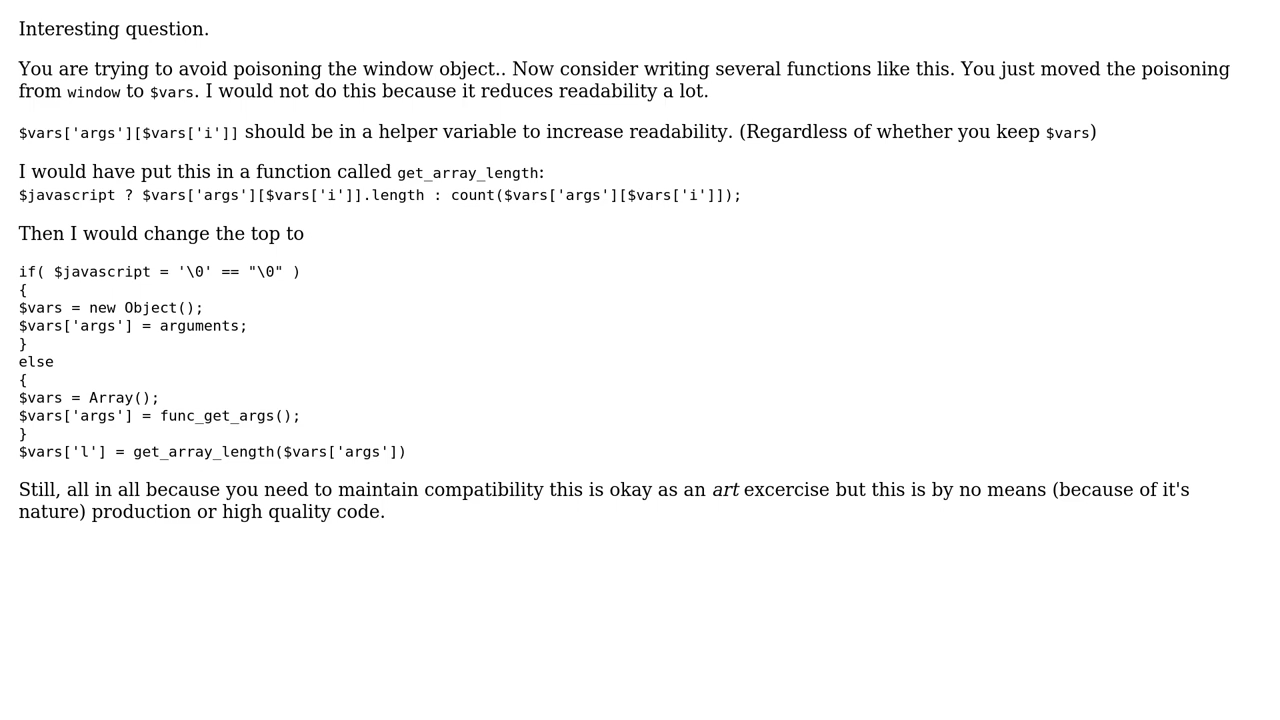 Interesting question.
You are trying to avoid poisoning the window object.. Now consider writing several functions like this. You just moved the poisoning
from window to $vars. I would not do this because it reduces readability a lot.
$vars['args'][$vars['i']] should be in a helper variable to increase readability. (Regardless of whether you keep $vars)
I would have put this in a function called get_array_length:
$javascript ? $vars['args'][$vars['i']].length : count($vars['args'][$vars['i']]);
Then I would change the top to
if( $javascript = '\0' == "\0" )
{
$vars = new Object();
$vars['args'] = arguments;
}
else
{
$vars = Array();
$vars['args'] = func_get_args();
}
$vars['l'] = get_array_length($vars['args'])
Still, all in all because you need to maintain compatibility this is okay as an art excercise but this is by no means (because of it's
nature) production or high quality code.